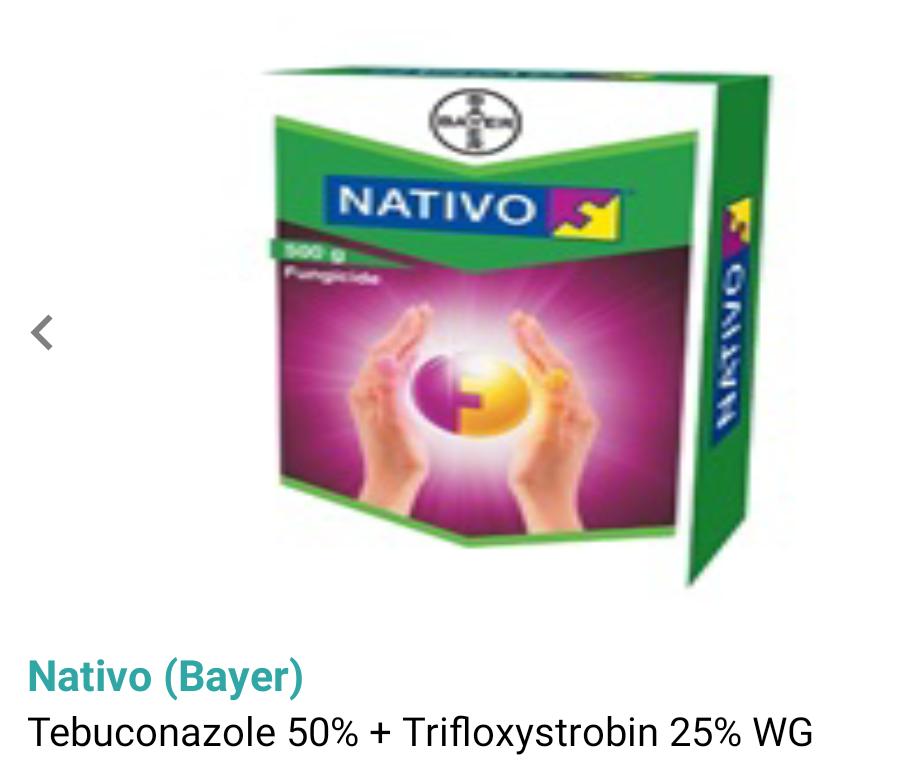 BAYER
NATIVO
500 g
Fungicide
NATIVO
Nativo (Bayer)
Tebuconazole 50% + Trifloxystrobin 25% WG